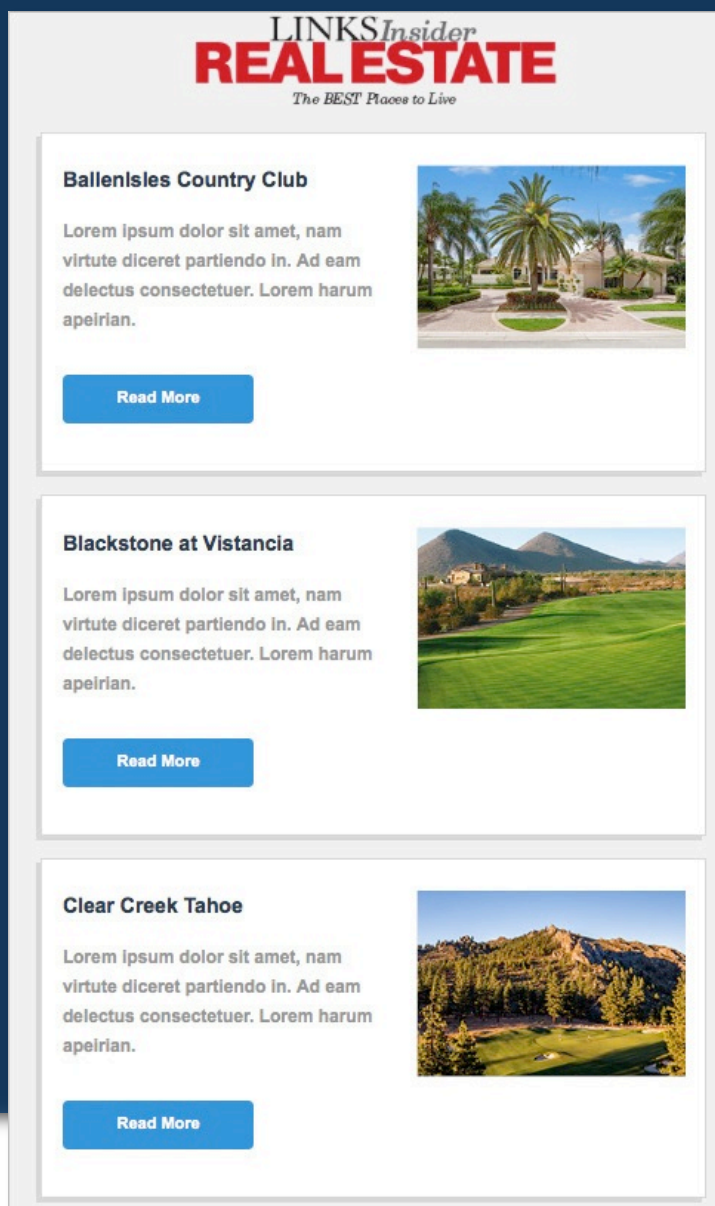 LINKS Insider
REAL ESTATE
The BEST Places to Live
BallenIsles Country Club
Lorem ipsum dolor sit amet, nam
virtute diceret partiendo in. Ad eam
delectus consectetuer. Lorem harum
apeirian.
Read More
Blackstone at Vistancia
Lorem ipsum dolor sit amet, nam
virtute diceret partiendo in. Ad eam
delectus consectetuer. Lorem harum
apeirian.
Read More
Clear Creek Tahoe
Lorem ipsum dolor sit amet, nam
virtute diceret partiendo in. Ad eam
delectus consectetuer. Lorem harum
apeirian.
Read More